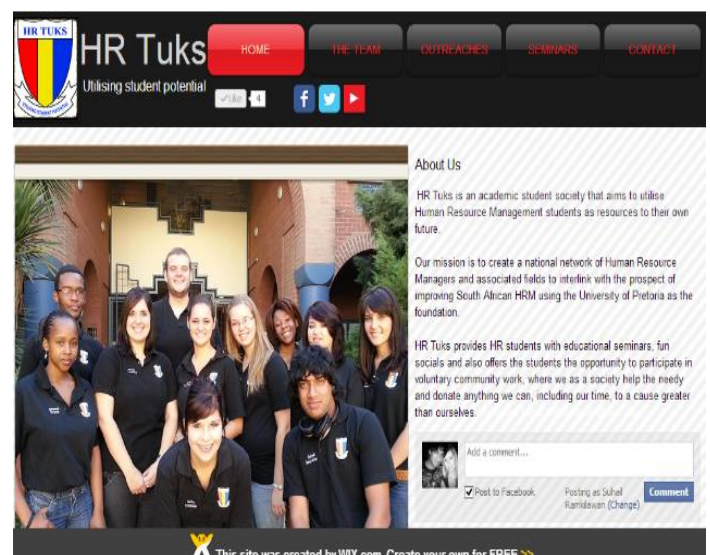 HR TUKS
HR Tuks
Utilising student potential
HOME
THE TEAM
OUTREACHES
SEMINARS
CONTACT
Like 4
About Us
HR Tuks is an academic student society that aims to utilise
Human Resource Management students as resources to their own
future.
Our mission is to create a national network of Human Resource
Managers and associated fields to interlink with the prospect of
improving South African HRM using the University of Pretoria as the
foundation.
HR Tuks provides HR students with educational seminars, fun
socials and also offers the students the opportunity to participate in
voluntary community work, where we as a society help the needy
and donate anything we can, including our time, to a cause greater
than ourselves.
Add a comment...
Post to Facebook
Posting as Suhail
Ramkilawan (Change)
Comment
This site was created by WIX.com. Create your own for FREE >>